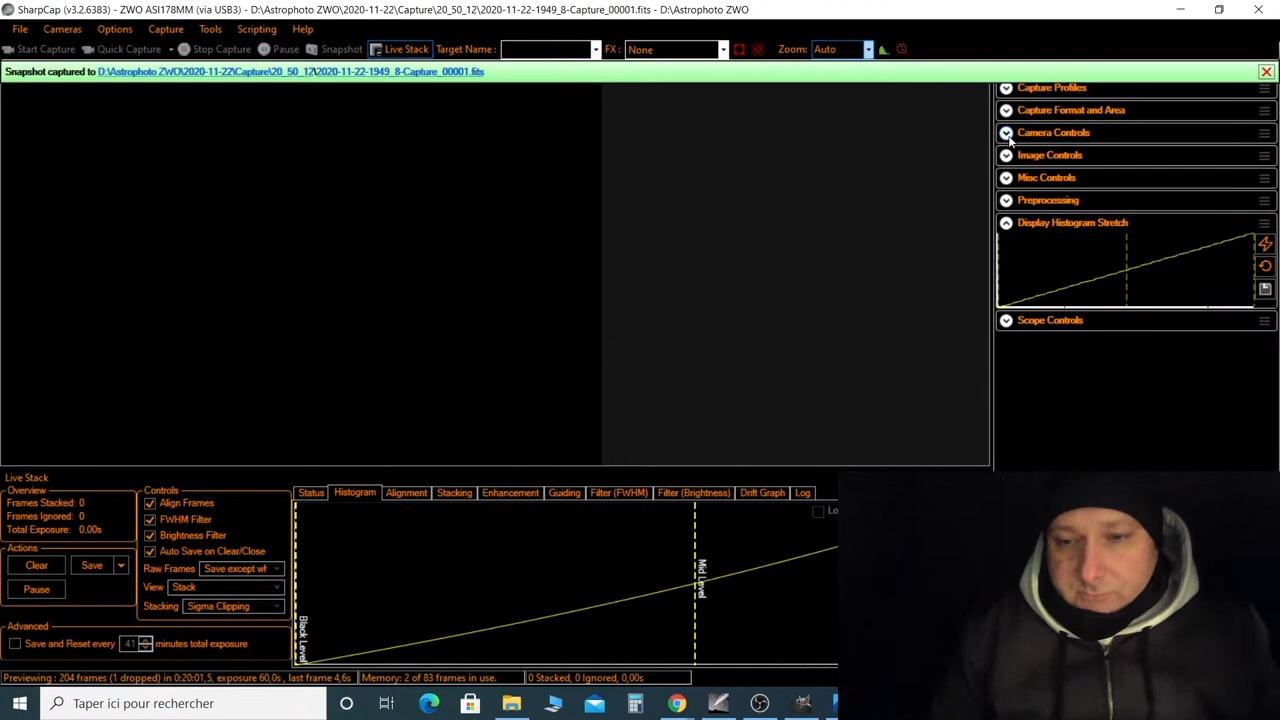 SharpCap (v3.2.6383) - ZWO ASI178MM (via USB3) - D:\Astrophoto ZWO\2020-11-22\Capture\20_50_12\2020-11-22-1949_8-Capture_00001.fits - D:\Astrophoto ZWO
File Cameras Options Capture Tools Scripting Help
Start Capture Quick Capture Stop Capture Pause Snapshot Live Stack Target Name : FX : None Zoom: Auto
Snapshot captured to D:\Astrophoto ZWO\2020-11-22\Capture\20_50_12\2020-11-22-1949_8-Capture_00001.fits
Capture Profiles
Capture Format and Area
Camera Controls
Image Controls
Misc Controls
Preprocessing
Display Histogram Stretch
Scope Controls
Live Stack
Overview
Frames Stacked: 0
Frames Ignored: 0
Total Exposure: 0,00s
Actions
Clear Save
Pause
Controls
Align Frames
FWHM Filter
Brightness Filter
Auto Save on Clear/Close
Raw Frames Save except wh
View Stack
Stacking Sigma Clipping
Advanced
Save and Reset every 41 minutes total exposure
Status Histogram Alignment Stacking Enhancement Guiding Filter (FWHM) Filter (Brightness) Drift Graph Log
Lo
Black Level
Mid Level
Previewing : 204 frames (1 dropped) in 0:20:01,5, exposure 60,0s , last frame 4,6s Memory: 2 of 83 frames in use. 0 Stacked, 0 Ignored, 0,00s
Taper ici pour rechercher